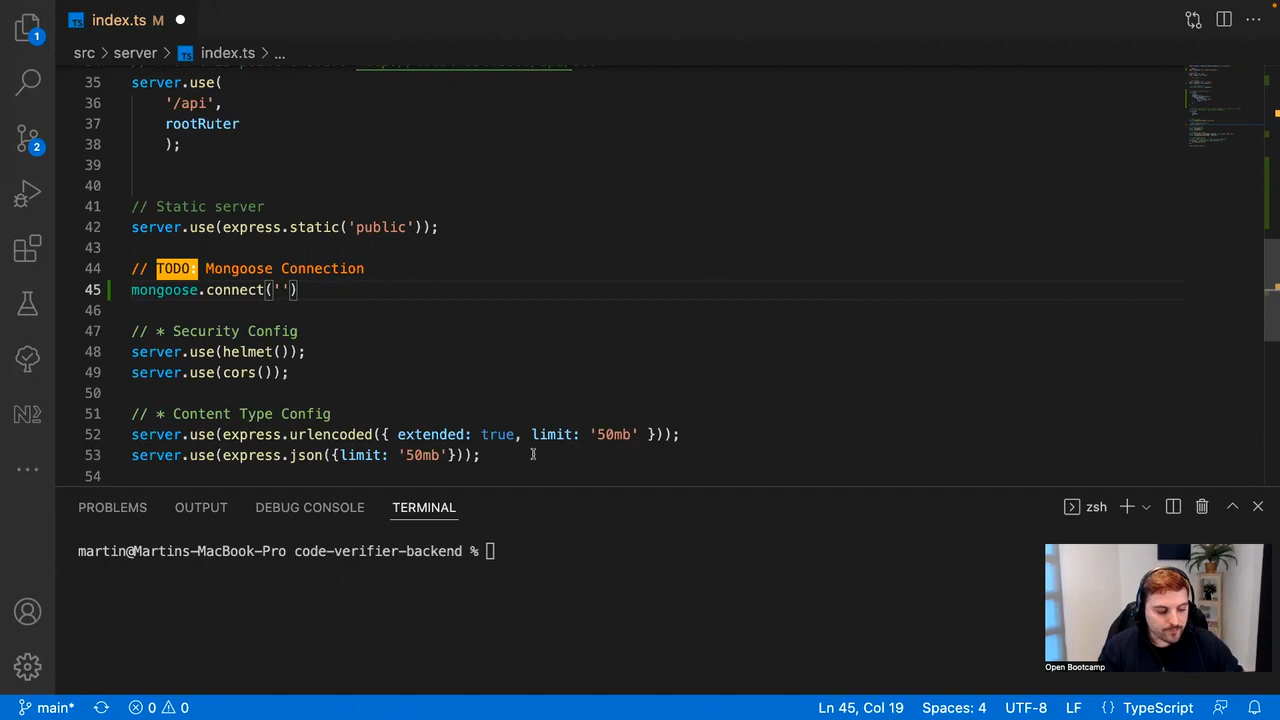 index.ts M
src > server > index.ts > ...
35 server.use(
36 '/api',
37 rootRuter
38 );
39
40
41 // Static server
42 server.use(express.static('public'));
43
44 // TODO: Mongoose Connection
45 mongoose.connect('')
46
47 // * Security Config
48 server.use(helmet());
49 server.use(cors());
50
51 // * Content Type Config
52 server.use(express.urlencoded({ extended: true, limit: '50mb' }));
53 server.use(express.json({limit: '50mb'}));
54
1
2
PROBLEMS OUTPUT DEBUG CONSOLE TERMINAL
zsh
martin@Martins-MacBook-Pro code-verifier-backend %
Open Bootcamp
main* 0 0 Ln 45, Col 19 Spaces: 4 UTF-8 LF {} TypeScript